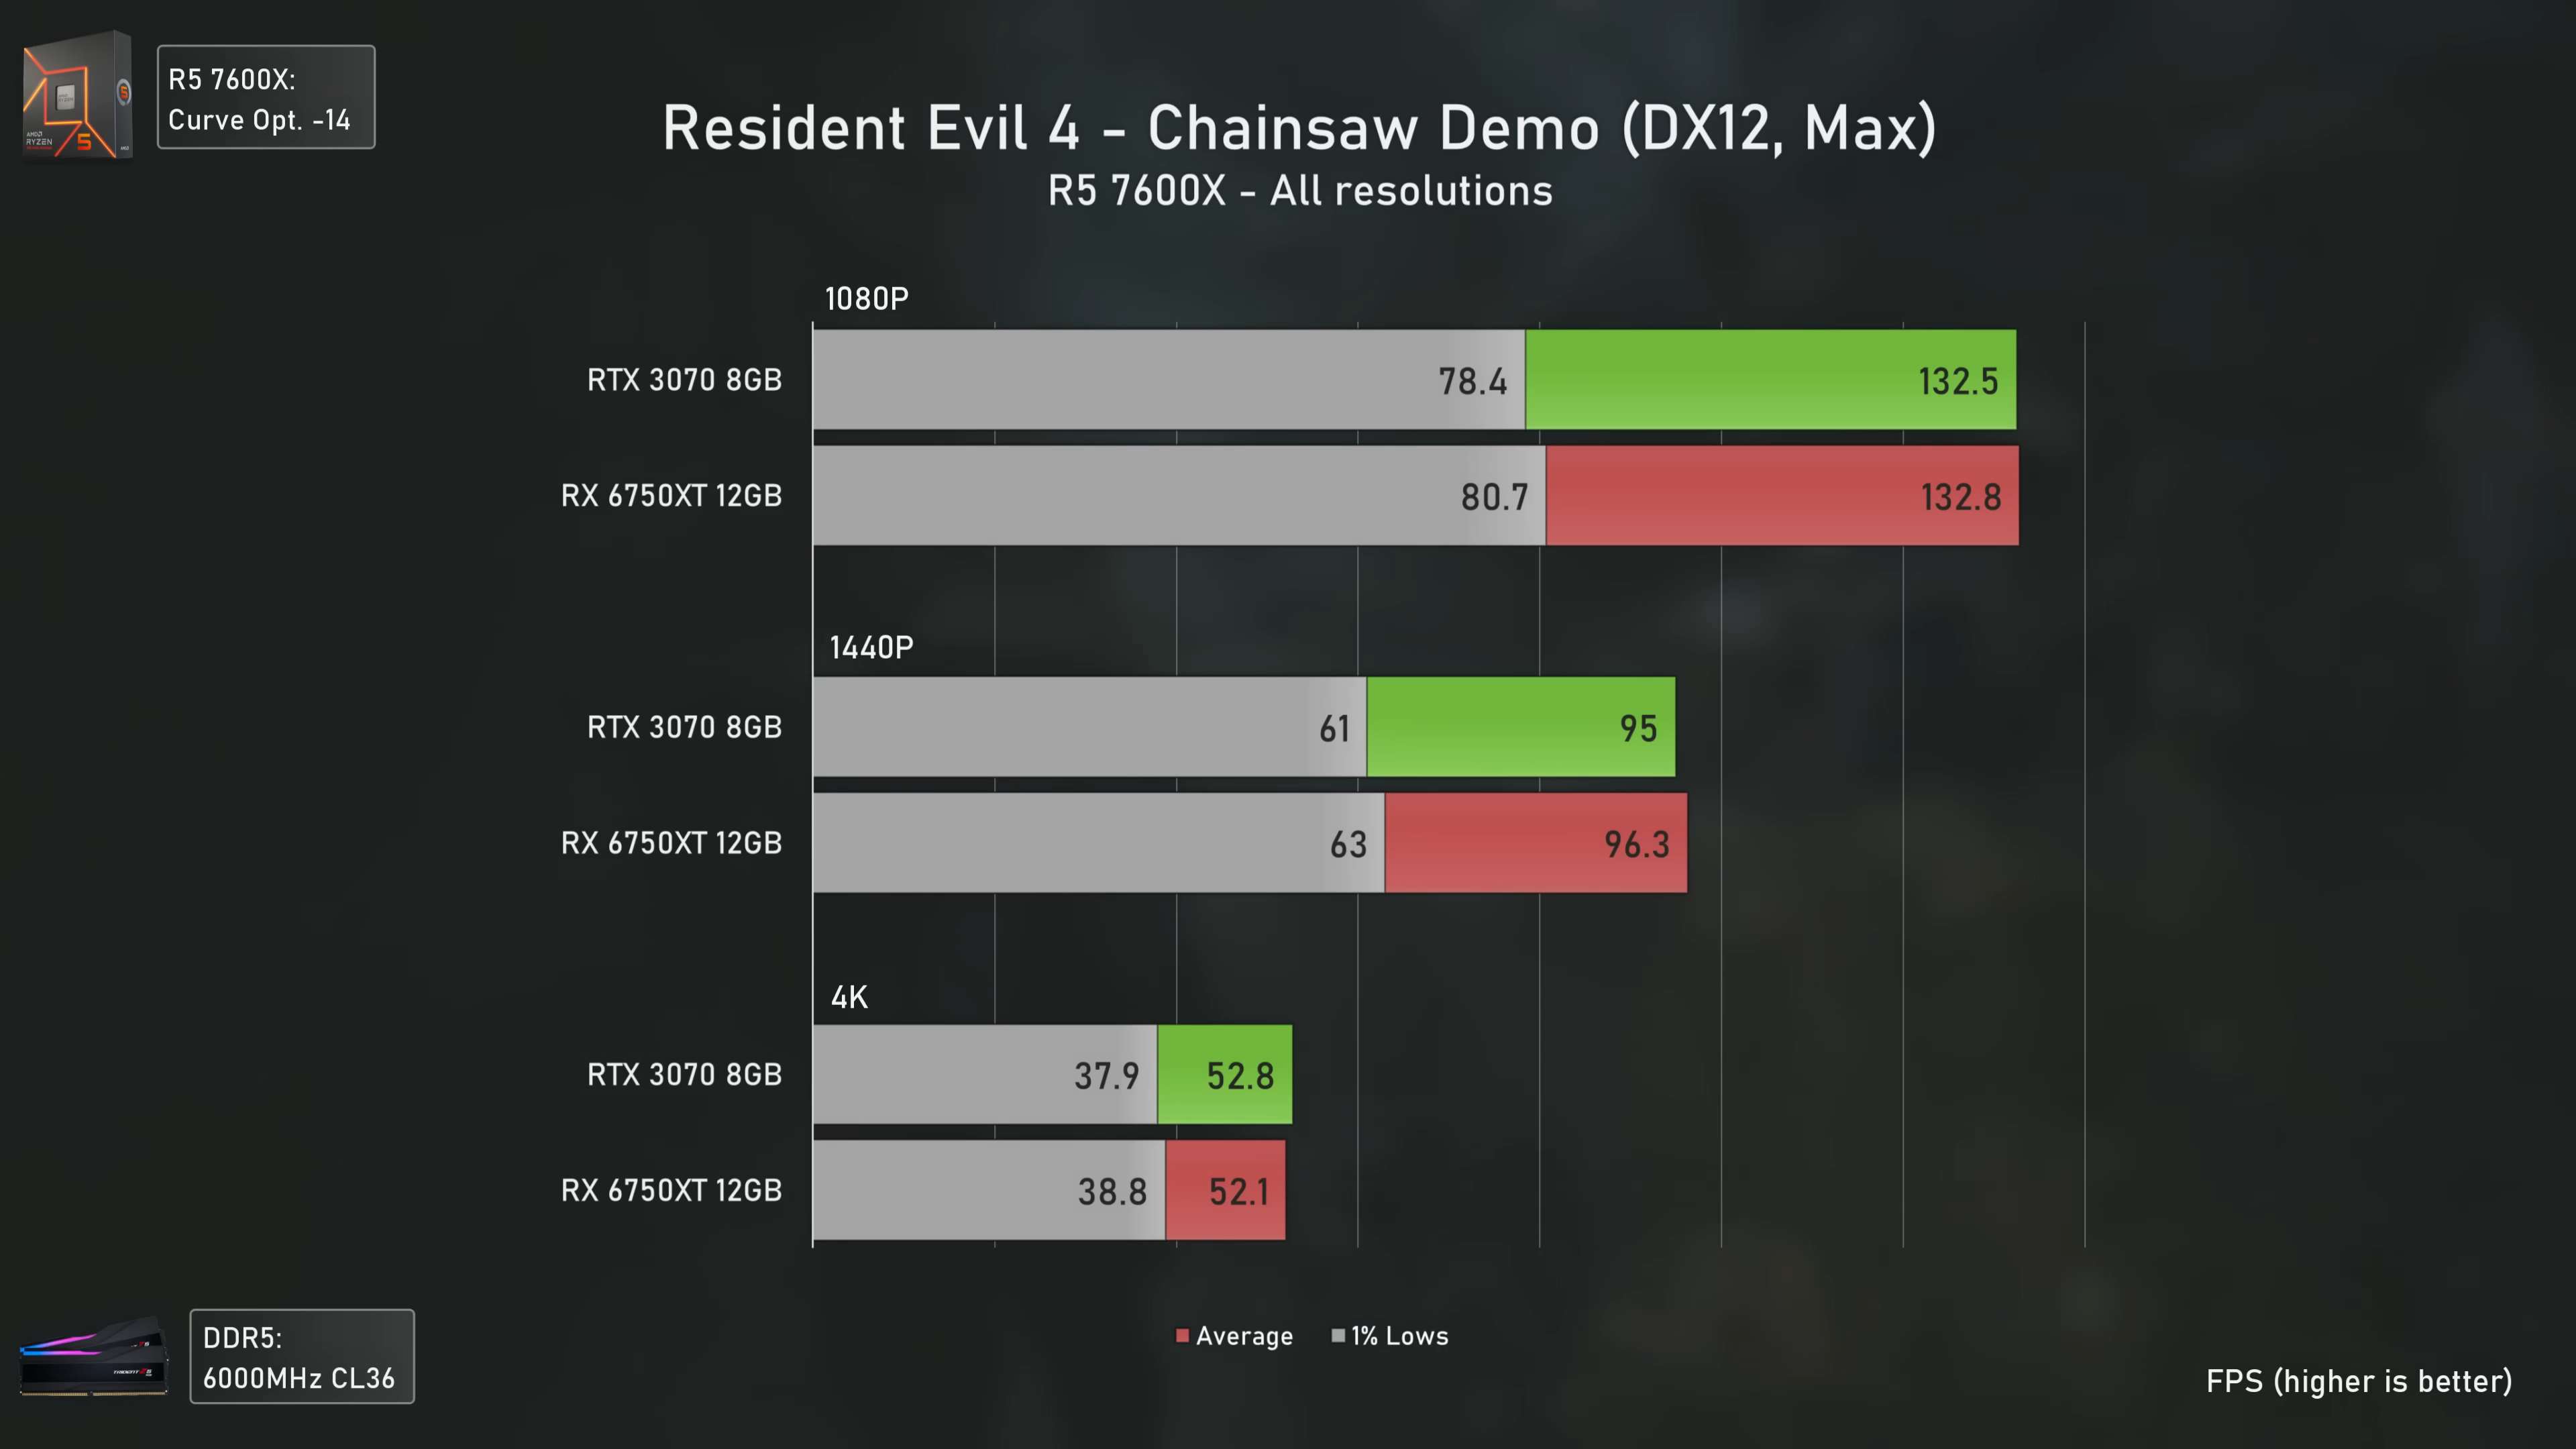 R5 7600X:
Curve Opt. -14
AMD
RYZEN
5
Resident Evil 4 - Chainsaw Demo (DX12, Max)
R5 7600X - All resolutions
1080P
RTX 3070 8GB
78.4
132.5
RX 6750XT 12GB
80.7
132.8
1440P
RTX 3070 8GB
61
95
RX 6750XT 12GB
63
96.3
4K
RTX 3070 8GB
37.9
52.8
RX 6750XT 12GB
38.8
52.1
Average
1% Lows
DDR5:
6000MHz CL36
FPS (higher is better)